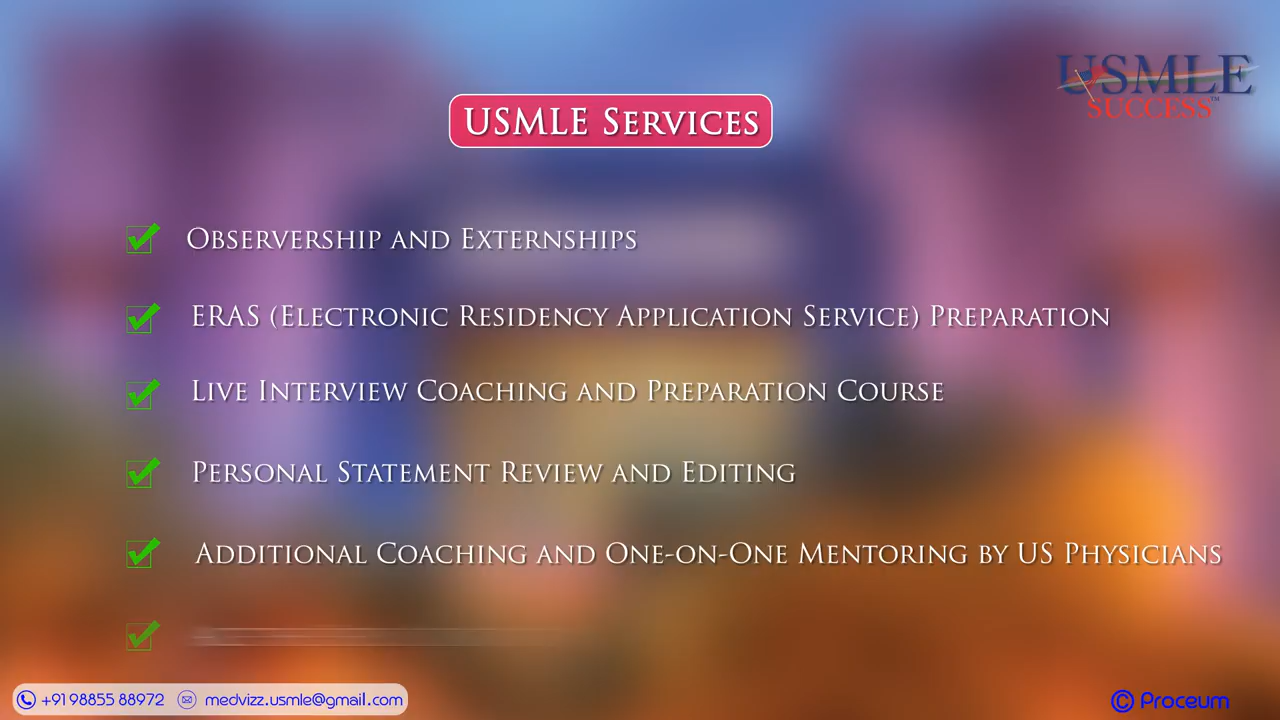 USMLE
SUCCESS™
USMLE Services
Observership and Externships
ERAS (Electronic Residency Application Service) Preparation
Live Interview Coaching and Preparation Course
Personal Statement Review and Editing
Additional Coaching and One-on-One Mentoring by US Physicians
+91 98855 88972 medvizz.usmle@gmail.com
© Proceum